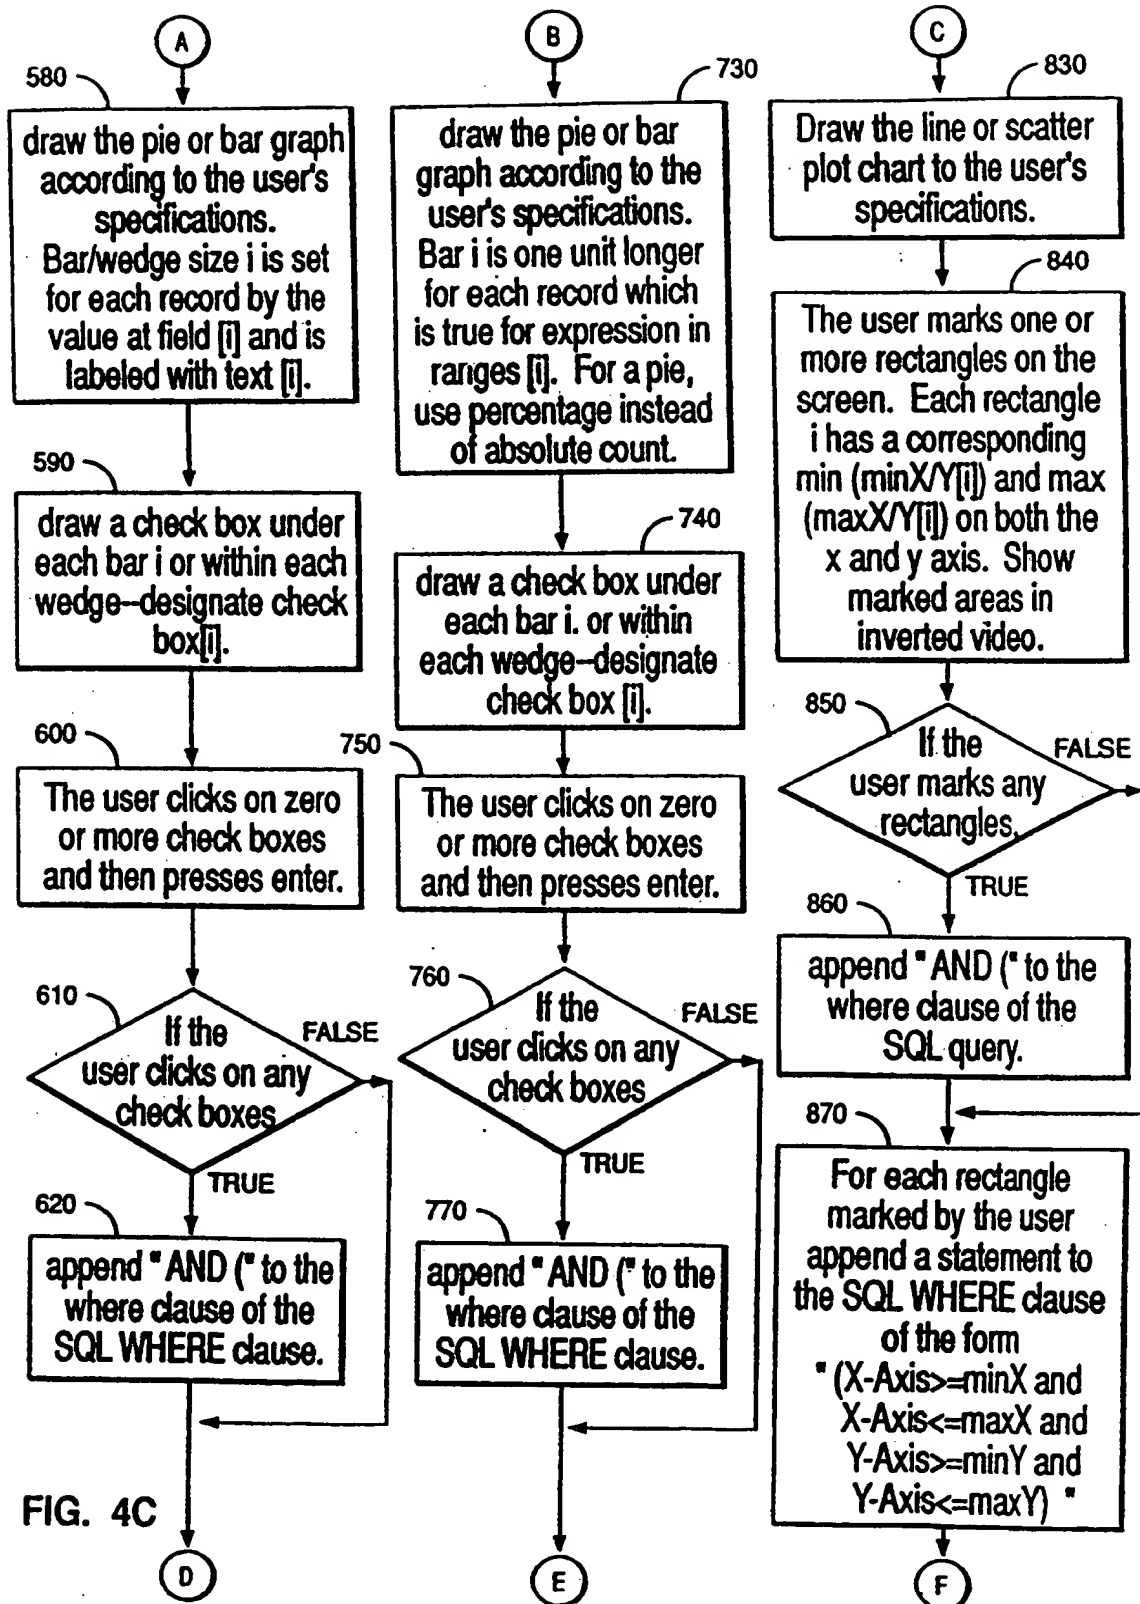 A
580
draw the pie or bar graph
according to the user's
specifications.
Bar/wedge size i is set
for each record by the
value at field [i] and is
labeled with text [i].
590
draw a check box under
each bar i or within each
wedge--designate check
box[i].
600
The user clicks on zero
or more check boxes
and then presses enter.
610
If the
user clicks on any
check boxes
FALSE
TRUE
620
append " AND (" to the
where clause of the
SQL WHERE clause.
D
B
730
draw the pie or bar
graph according to the
user's specifications.
Bar i is one unit longer
for each record which
is true for expression in
ranges [i]. For a pie,
use percentage instead
of absolute count.
740
draw a check box under
each bar i. or within
each wedge--designate
check box [i].
750
The user clicks on zero
or more check boxes
and then presses enter.
760
If the
user clicks on any
check boxes
FALSE
TRUE
770
append " AND (" to the
where clause of the
SQL WHERE clause.
E
C
830
Draw the line or scatter
plot chart to the user's
specifications.
840
The user marks one or
more rectangles on the
screen. Each rectangle
i has a corresponding
min (minX/Y[i]) and max
(maxX/Y[i]) on both the
x and y axis. Show
marked areas in
inverted video.
850
If the
user marks any
rectangles.
FALSE
TRUE
860
append " AND (" to the
where clause of the
SQL query.
870
For each rectangle
marked by the user
append a statement to
the SQL WHERE clause
of the form
" (X-Axis>=minX and
X-Axis<=maxX and
Y-Axis>=minY and
Y-Axis<=maxY) "
F
FIG. 4C